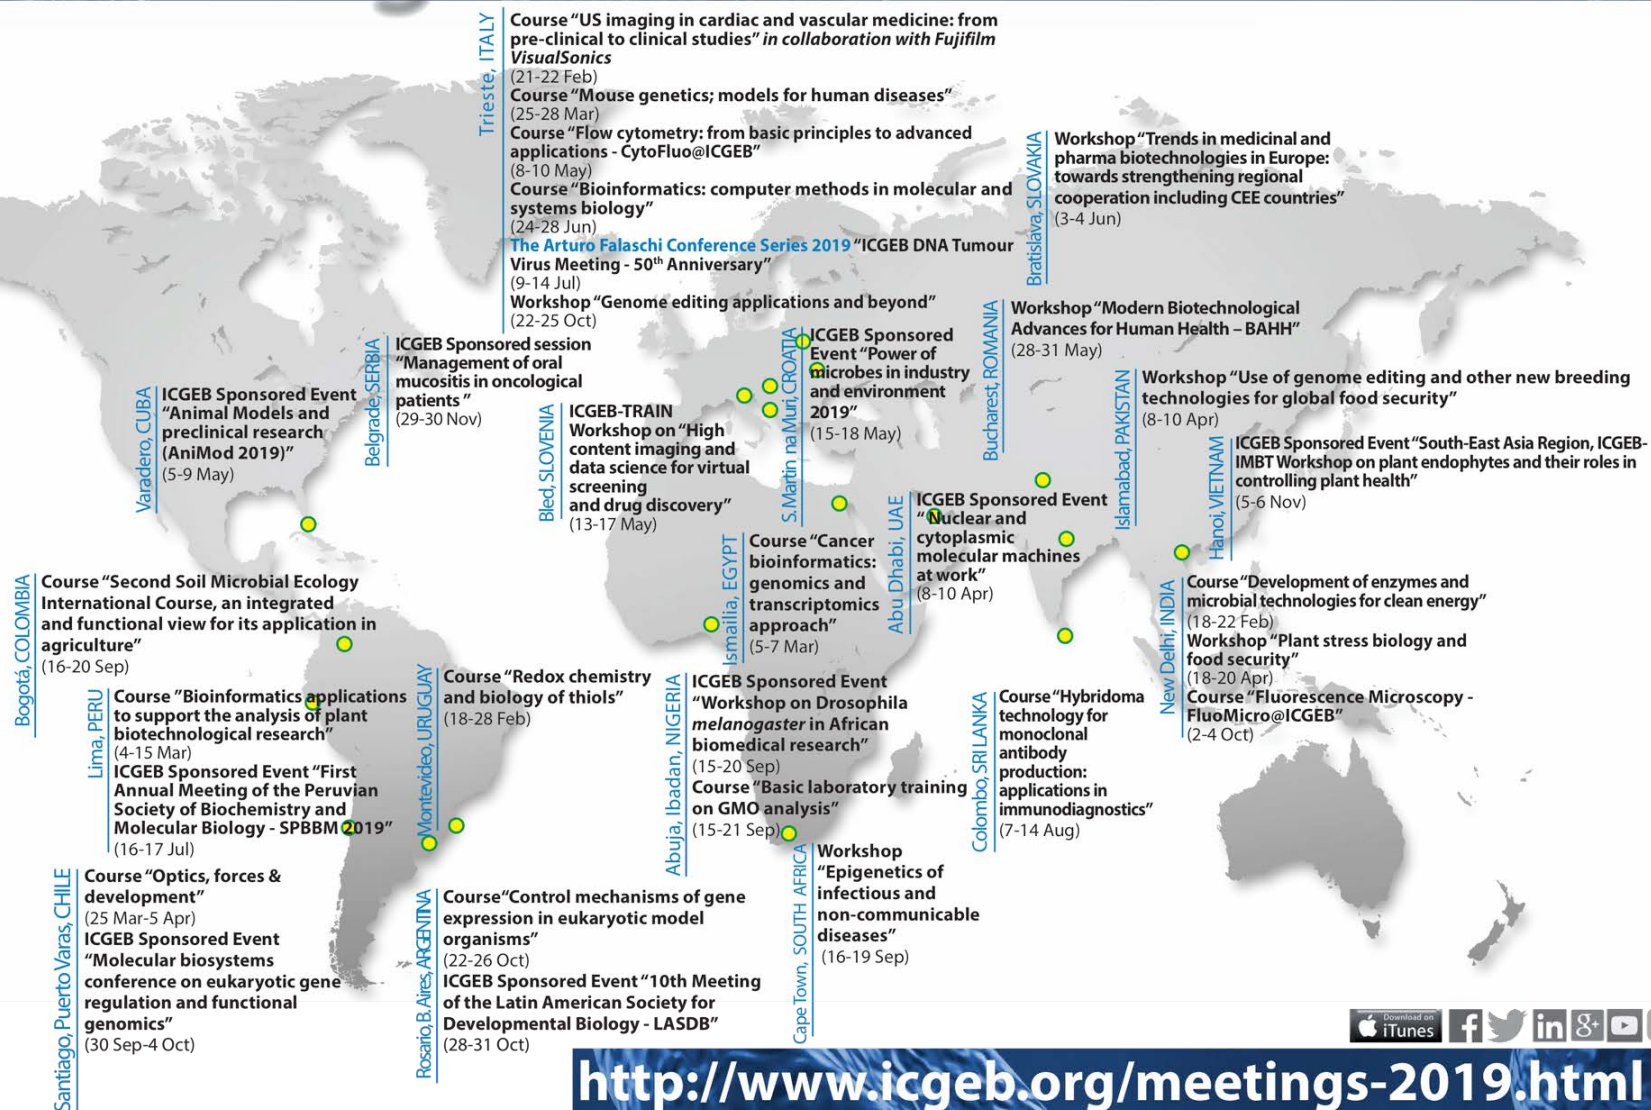 Trieste, ITALY
Course “US imaging in cardiac and vascular medicine: from
pre-clinical to clinical studies” in collaboration with Fujifilm
VisualSonics
(21-22 Feb)
Course “Mouse genetics; models for human diseases”
(25-28 Mar)
Course “Flow cytometry: from basic principles to advanced
applications - CytoFluo@ICGEB”
(8-10 May)
Course “Bioinformatics: computer methods in molecular and
systems biology”
(24-28 Jun)
The Arturo Falaschi Conference Series 2019 “ICGEB DNA Tumour
Virus Meeting - 50th Anniversary”
(9-14 Jul)
Workshop “Genome editing applications and beyond”
(22-25 Oct)
Bratislava, SLOVAKIA
Workshop “Trends in medicinal and
pharma biotechnologies in Europe:
towards strengthening regional
cooperation including CEE countries”
(3-4 Jun)
Bucharest, ROMANIA
Workshop “Modern Biotechnological
Advances for Human Health – BAHH”
(28-31 May)
Belgrade, SERBIA
ICGEB Sponsored session
“Management of oral
mucositis in oncological
patients ”
(29-30 Nov)
S. Martin na Muri, CROATIA
ICGEB Sponsored
Event “Power of
microbes in industry
and environment
2019”
(15-18 May)
Varadero, CUBA
ICGEB Sponsored Event
“Animal Models and
preclinical research
(AniMod 2019)”
(5-9 May)
Bled, SLOVENIA
ICGEB-TRAIN
Workshop on “High
content imaging and
data science for virtual
screening
and drug discovery”
(13-17 May)
Islamabad, PAKISTAN
Workshop “Use of genome editing and other new breeding
technologies for global food security”
(8-10 Apr)
Hanoi, VIETNAM
ICGEB Sponsored Event “South-East Asia Region, ICGEB-
IMBT Workshop on plant endophytes and their roles in
controlling plant health”
(5-6 Nov)
Abu Dhabi, UAE
ICGEB Sponsored Event
“ Nuclear and
cytoplasmic
molecular machines
at work”
(8-10 Apr)
Ismailia, EGYPT
Course “Cancer
bioinformatics:
genomics and
transcriptomics
approach”
(5-7 Mar)
Bogotá, COLOMBIA
Course “Second Soil Microbial Ecology
International Course, an integrated
and functional view for its application in
agriculture”
(16-20 Sep)
New Delhi, INDIA
Course “Development of enzymes and
microbial technologies for clean energy”
(18-22 Feb)
Workshop “Plant stress biology and
food security”
(18-20 Apr)
Course “Fluorescence Microscopy -
FluoMicro@ICGEB”
(2-4 Oct)
Lima, PERU
Course ”Bioinformatics applications
to support the analysis of plant
biotechnological research”
(4-15 Mar)
ICGEB Sponsored Event “First
Annual Meeting of the Peruvian
Society of Biochemistry and
Molecular Biology - SPBBM 2019”
(16-17 Jul)
Montevideo, URUGUAY
Course “Redox chemistry
and biology of thiols”
(18-28 Feb)
Abuja, Ibadan, NIGERIA
ICGEB Sponsored Event
“Workshop on Drosophila
melanogaster in African
biomedical research”
(15-20 Sep)
Course “Basic laboratory training
on GMO analysis”
(15-21 Sep)
Colombo, SRI LANKA
Course “Hybridoma
technology for
monoclonal
antibody
production:
applications in
immunodiagnostics”
(7-14 Aug)
Santiago, Puerto Varas, CHILE
Course “Optics, forces &
development”
(25 Mar-5 Apr)
ICGEB Sponsored Event
“Molecular biosystems
conference on eukaryotic gene
regulation and functional
genomics”
(30 Sep-4 Oct)
Rosario, B. Aires, ARGENTINA
Course “Control mechanisms of gene
expression in eukaryotic model
organisms”
(22-26 Oct)
ICGEB Sponsored Event “10th Meeting
of the Latin American Society for
Developmental Biology - LASDB”
(28-31 Oct)
Cape Town, SOUTH AFRICA
Workshop
“Epigenetics of
infectious and
non-communicable
diseases”
(16-19 Sep)
Download on
iTunes
f
in
g+
http://www.icgeb.org/meetings-2019.html